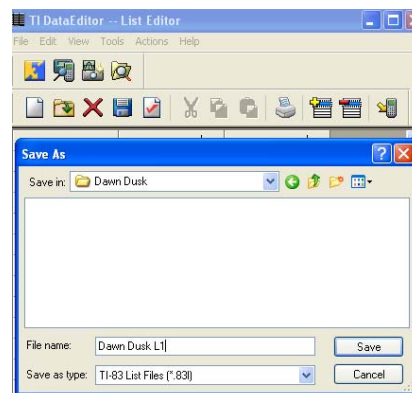 TI DataEditor -- List Editor
File Edit View Tools Actions Help
Save As
Save in: Dawn Dusk
File name: Dawn Dusk L1
Save
Save as type: TI-83 List Files (*.83l)
Cancel